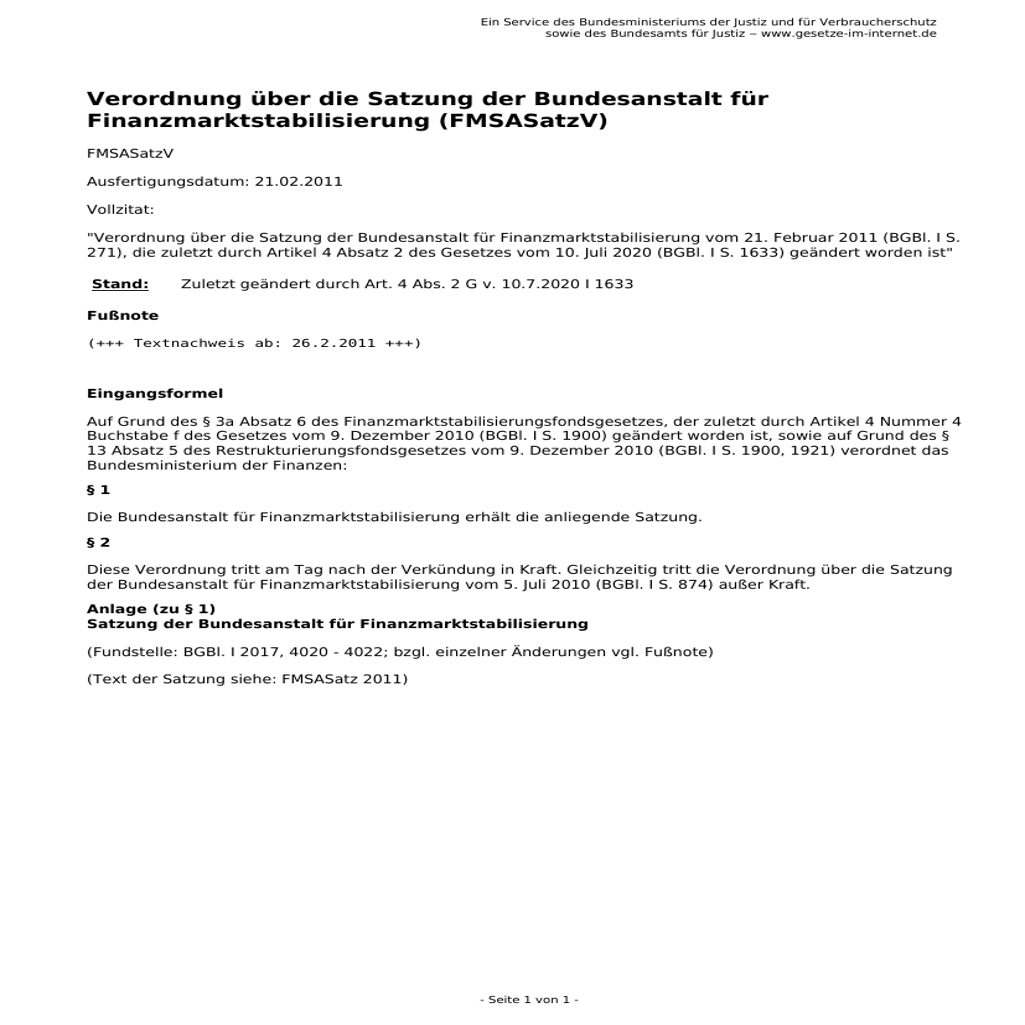 Ein Service des Bundesministeriums der Justiz und für Verbraucherschutz
sowie des Bundesamts für Justiz – www.gesetze-im-internet.de
Verordnung über die Satzung der Bundesanstalt für
Finanzmarktstabilisierung (FMSASatzV)
FMSASatzV
Ausfertigungsdatum: 21.02.2011
Vollzitat:
"Verordnung über die Satzung der Bundesanstalt für Finanzmarktstabilisierung vom 21. Februar 2011 (BGBl. I S.
271), die zuletzt durch Artikel 4 Absatz 2 des Gesetzes vom 10. Juli 2020 (BGBl. I S. 1633) geändert worden ist"
Stand: Zuletzt geändert durch Art. 4 Abs. 2 G v. 10.7.2020 I 1633
Fußnote
(+++ Textnachweis ab: 26.2.2011 +++)
Eingangsformel
Auf Grund des § 3a Absatz 6 des Finanzmarktstabilisierungsfondsgesetzes, der zuletzt durch Artikel 4 Nummer 4
Buchstabe f des Gesetzes vom 9. Dezember 2010 (BGBl. I S. 1900) geändert worden ist, sowie auf Grund des §
13 Absatz 5 des Restrukturierungsfondsgesetzes vom 9. Dezember 2010 (BGBl. I S. 1900, 1921) verordnet das
Bundesministerium der Finanzen:
§ 1
Die Bundesanstalt für Finanzmarktstabilisierung erhält die anliegende Satzung.
§ 2
Diese Verordnung tritt am Tag nach der Verkündung in Kraft. Gleichzeitig tritt die Verordnung über die Satzung
der Bundesanstalt für Finanzmarktstabilisierung vom 5. Juli 2010 (BGBl. I S. 874) außer Kraft.
Anlage (zu § 1)
Satzung der Bundesanstalt für Finanzmarktstabilisierung
(Fundstelle: BGBl. I 2017, 4020 - 4022; bzgl. einzelner Änderungen vgl. Fußnote)
(Text der Satzung siehe: FMSASatz 2011)
- Seite 1 von 1 -